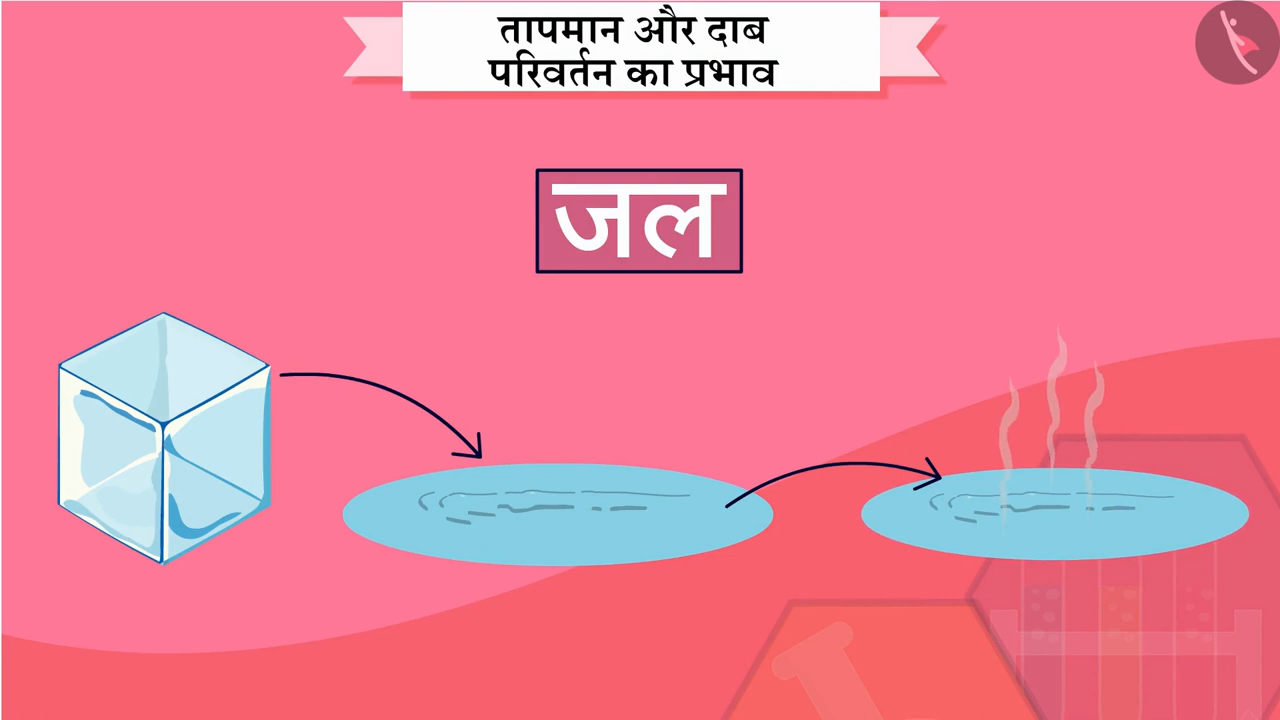 तापमान और दाब
परिवर्तन का प्रभाव
जल